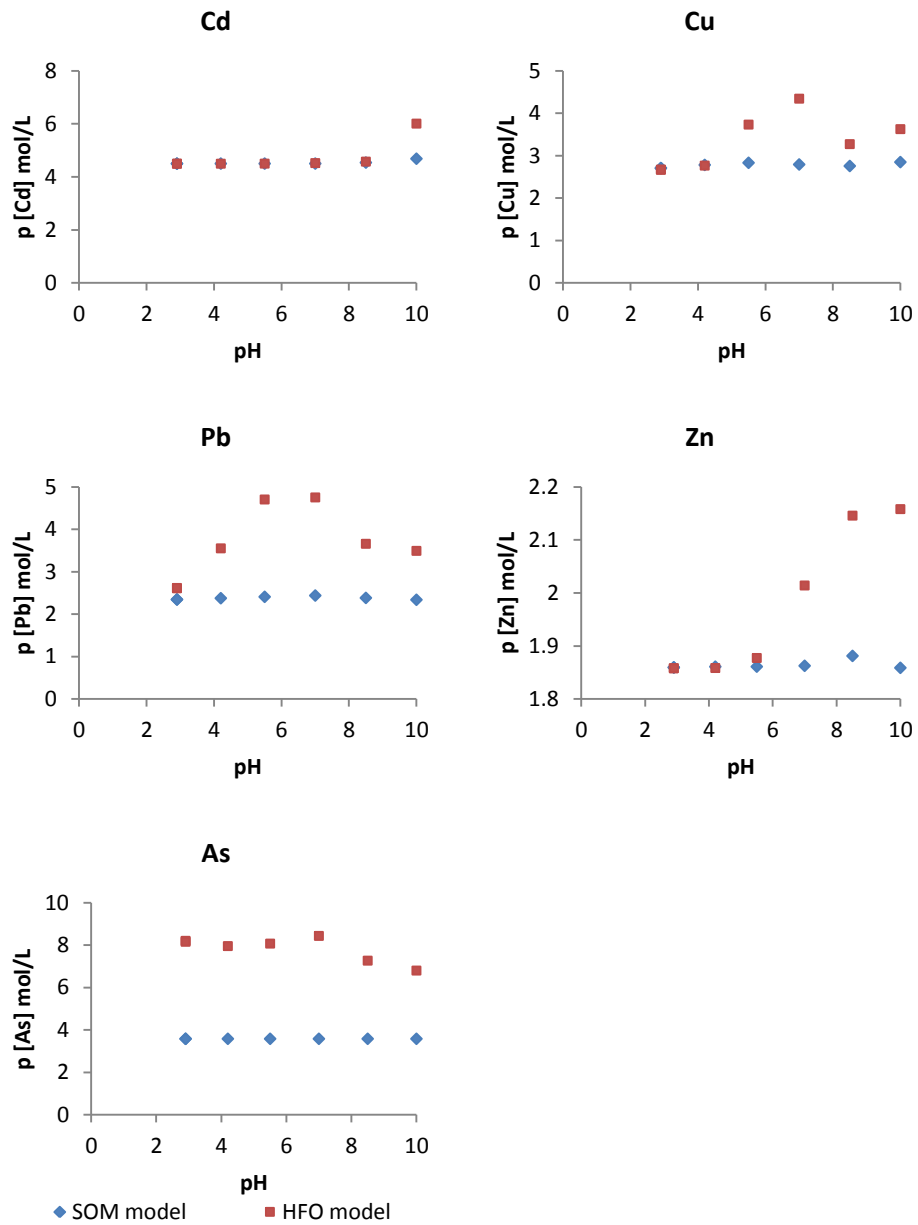 Cd
8
6
4
2
0
p [Cd] mol/L
0 2 4 6 8 10
pH
Cu
5
4
3
2
1
0
p [Cu] mol/L
0 2 4 6 8 10
pH
Pb
5
4
3
2
1
0
p [Pb] mol/L
0 2 4 6 8 10
pH
Zn
2.2
2.1
2
1.9
1.8
p [Zn] mol/L
0 2 4 6 8 10
pH
As
10
8
6
4
2
0
p [As] mol/L
0 2 4 6 8 10
pH
SOM model HFO model